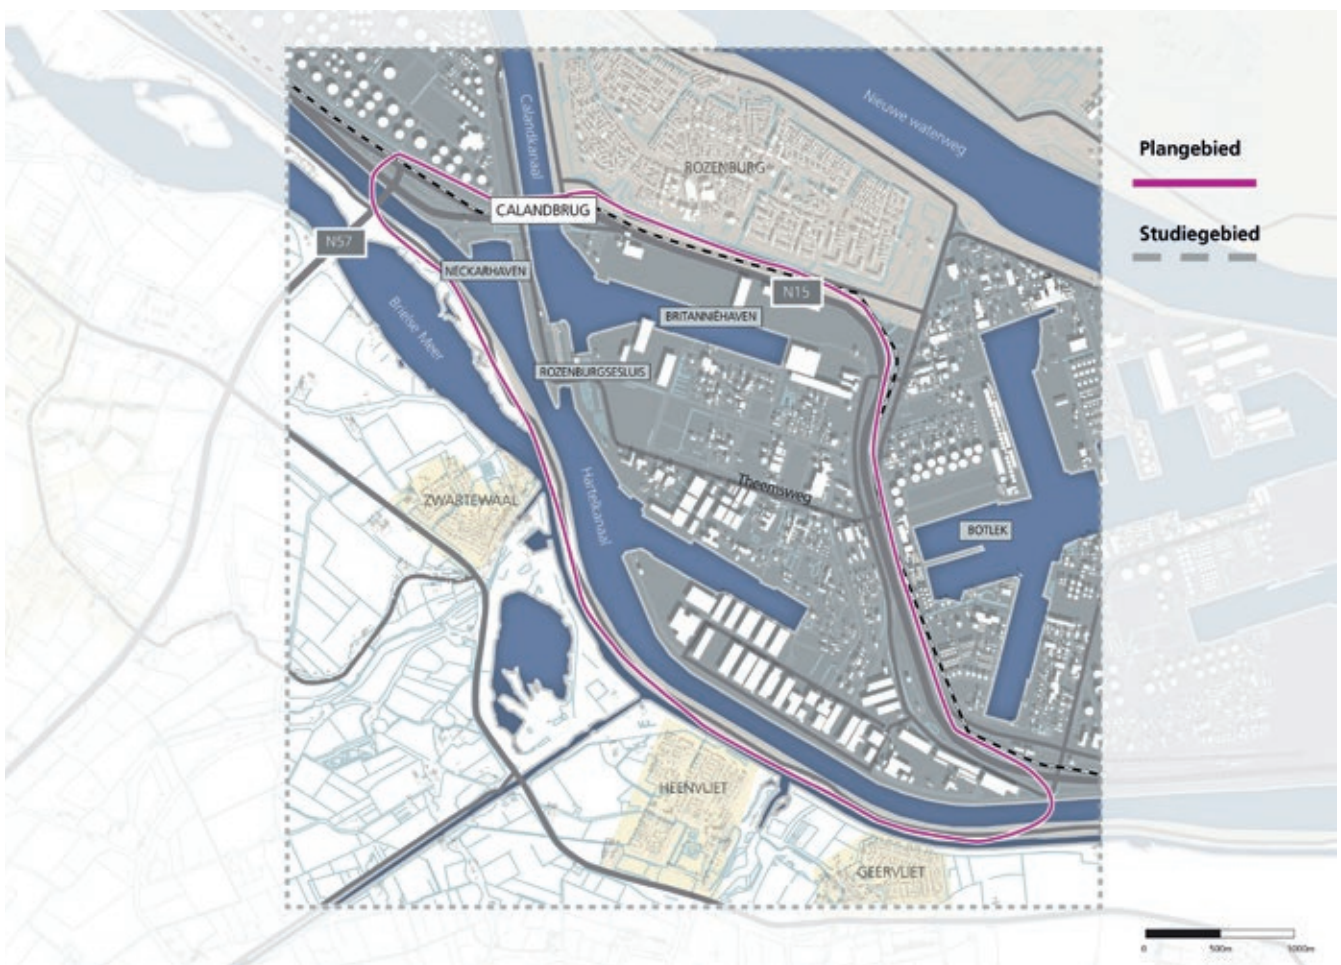 Nieuwe waterweg
Calandkanaal
Plangebied
ROZENBURG
CALANDBRUG
Studiegebied
N57
NECKARHAVEN
N15
BRITANNIËHAVEN
Brielse Meer
ROZENBURGSESLUIS
Theemsweg
ZWARTEWAAL
Hartelkanaal
BOTLEK
HEENVLIET
GEERVLIET
0 500m 1000m